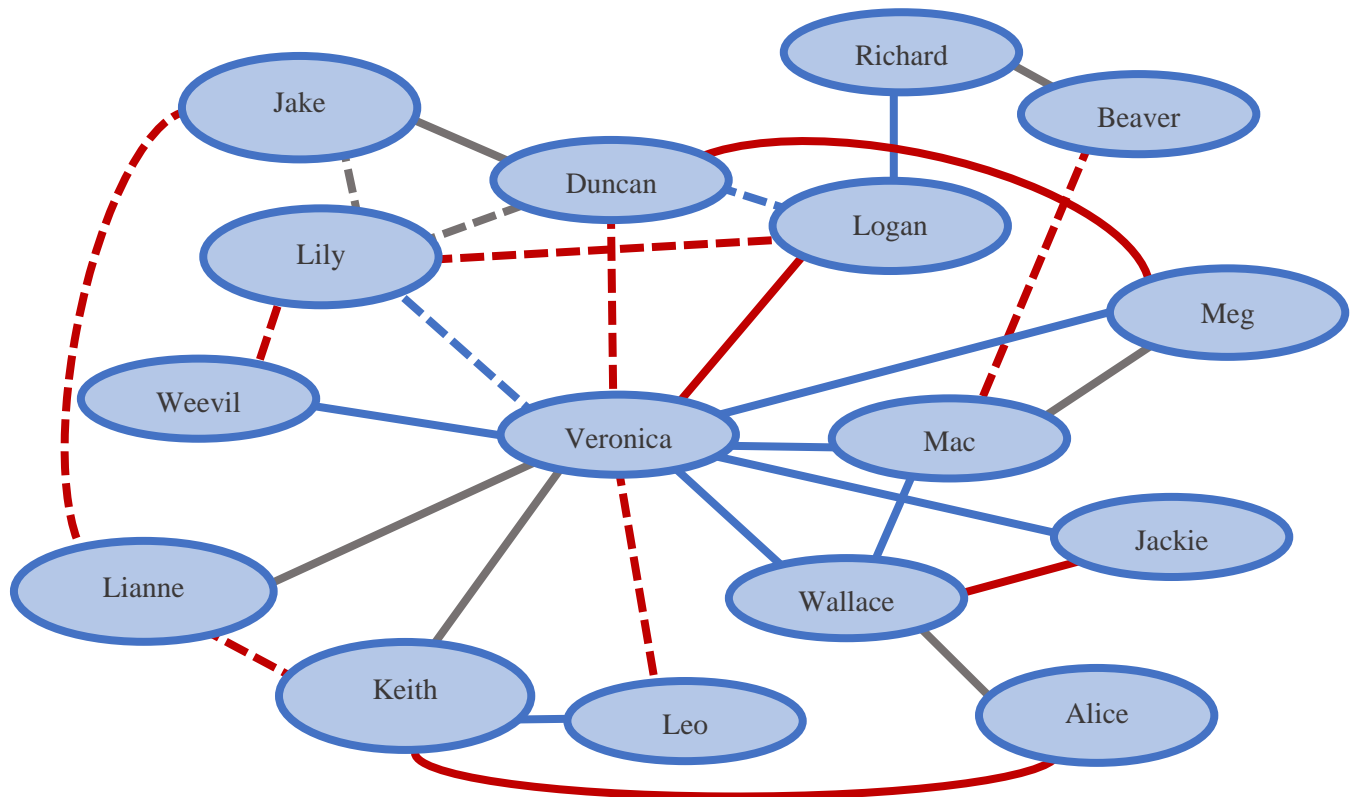 Richard
Jake
Beaver
Duncan
Logan
Lily
Meg
Weevil
Veronica
Mac
Jackie
Lianne
Wallace
Keith
Leo
Alice